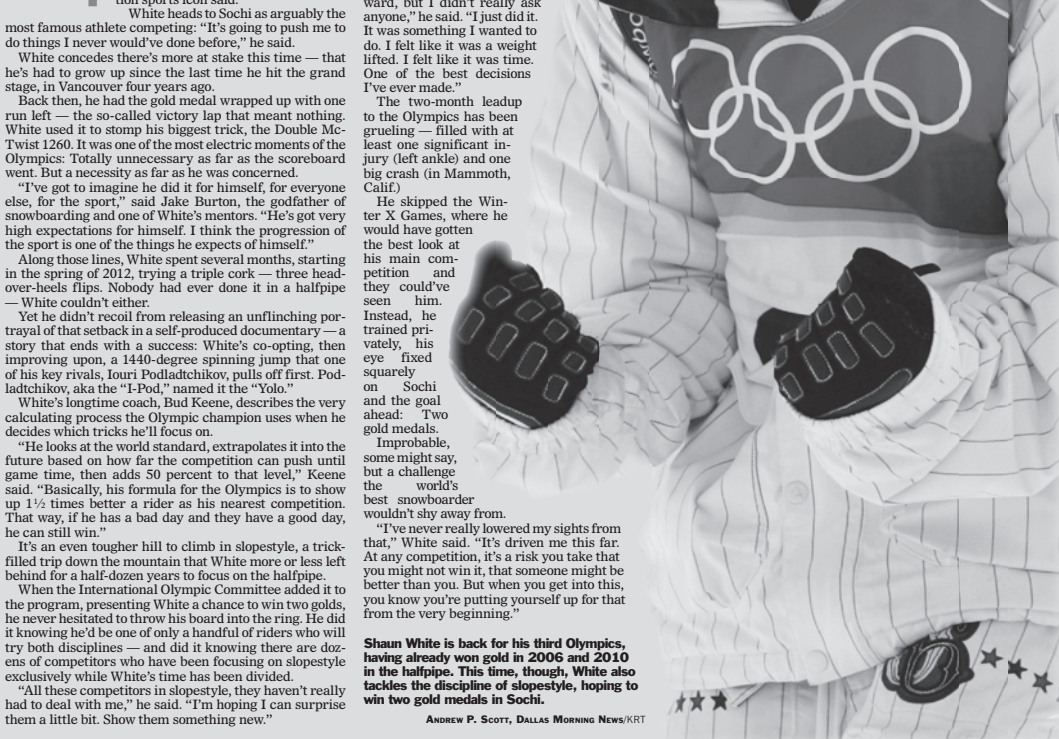 tion sports icon said.
White heads to Sochi as arguably the
most famous athlete competing: “It’s going to push me to
do things I never would’ve done before,” he said.
White concedes there’s more at stake this time — that
he’s had to grow up since the last time he hit the grand
stage, in Vancouver four years ago.
Back then, he had the gold medal wrapped up with one
run left — the so-called victory lap that meant nothing.
White used it to stomp his biggest trick, the Double Mc-
Twist 1260. It was one of the most electric moments of the
Olympics: Totally unnecessary as far as the scoreboard
went. But a necessity as far as he was concerned.
“I’ve got to imagine he did it for himself, for everyone
else, for the sport,” said Jake Burton, the godfather of
snowboarding and one of White’s mentors. “He’s got very
high expectations for himself. I think the progression of
the sport is one of the things he expects of himself.”
Along those lines, White spent several months, starting
in the spring of 2012, trying a triple cork — three head-
over-heels flips. Nobody had ever done it in a halfpipe
— White couldn’t either.
Yet he didn’t recoil from releasing an unflinching por-
trayal of that setback in a self-produced documentary — a
story that ends with a success: White’s co-opting, then
improving upon, a 1440-degree spinning jump that one
of his key rivals, Iouri Podladtchikov, pulls off first. Pod-
ladtchikov, aka the “I-Pod,” named it the “Yolo.”
White’s longtime coach, Bud Keene, describes the very
calculating process the Olympic champion uses when he
decides which tricks he’ll focus on.
“He looks at the world standard, extrapolates it into the
future based on how far the competition can push until
game time, then adds 50 percent to that level,” Keene
said. “Basically, his formula for the Olympics is to show
up 1½ times better a rider as his nearest competition.
That way, if he has a bad day and they have a good day,
he can still win.”
It’s an even tougher hill to climb in slopestyle, a trick-
filled trip down the mountain that White more or less left
behind for a half-dozen years to focus on the halfpipe.
When the International Olympic Committee added it to
the program, presenting White a chance to win two golds,
he never hesitated to throw his board into the ring. He did
it knowing he’d be one of only a handful of riders who will
try both disciplines — and did it knowing there are doz-
ens of competitors who have been focusing on slopestyle
exclusively while White’s time has been divided.
“All these competitors in slopestyle, they haven’t really
had to deal with me,” he said. “I’m hoping I can surprise
them a little bit. Show them something new.”
ward, but I didn’t really ask
anyone,” he said. “I just did it.
It was something I wanted to
do. I felt like it was a weight
lifted. I felt like it was time.
One of the best decisions
I’ve ever made.”
The two-month leadup
to the Olympics has been
grueling — filled with at
least one significant in-
jury (left ankle) and one
big crash (in Mammoth,
Calif.)
He skipped the Win-
ter X Games, where he
would have gotten
the best look at
his main com-
petition and
they could’ve
seen him.
Instead, he
trained pri-
vately, his
eye fixed
squarely
on Sochi
and the goal
ahead: Two
gold medals.
Improbable,
some might say,
but a challenge
the world’s
best snowboarder
wouldn’t shy away from.
“I’ve never really lowered my sights from
that,” White said. “It’s driven me this far.
At any competition, it’s a risk you take that
you might not win it, that someone might be
better than you. But when you get into this,
you know you’re putting yourself up for that
from the very beginning.”
Shaun White is back for his third Olympics,
having already won gold in 2006 and 2010
in the halfpipe. This time, though, White also
tackles the discipline of slopestyle, hoping to
win two gold medals in Sochi.
Andrew P. Scott, Dallas Morning News/KRT